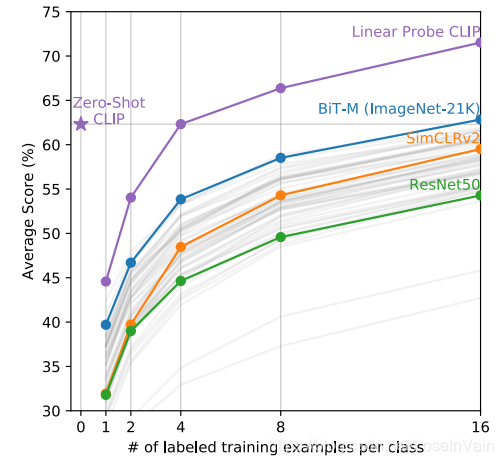 75
70
65
60
55
50
45
40
35
30
Average Score (%)
Linear Probe CLIP
Zero-Shot
CLIP
BiT-M (ImageNet-21K)
SimCLRv2
ResNet50
0 1 2 4 8 16
# of labeled training examples per class